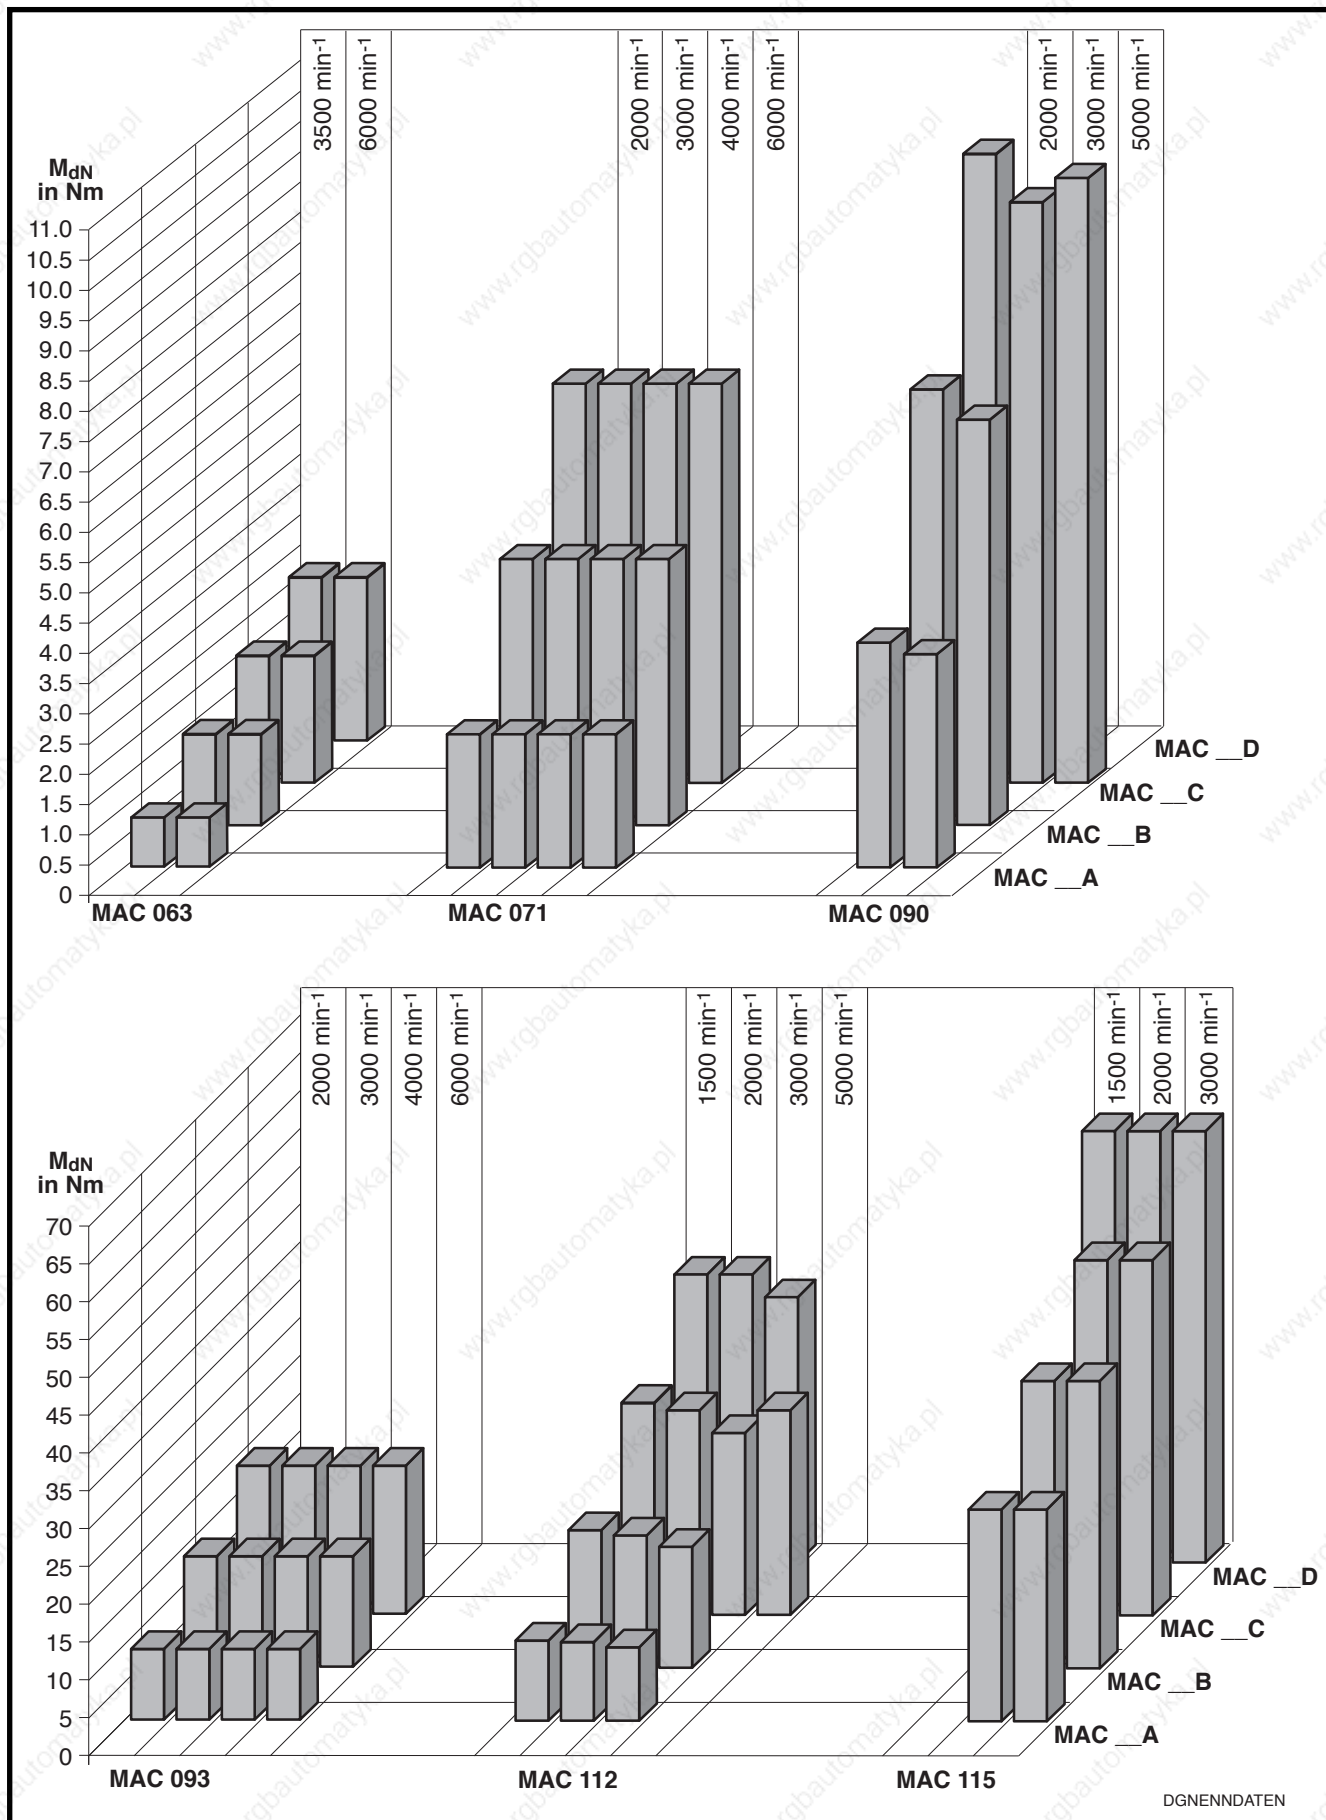 3500 min-1
6000 min-1
2000 min-1
3000 min-1
4000 min-1
6000 min-1
2000 min-1
3000 min-1
5000 min-1
MdN
in Nm
11.0
10.5
10.0
9.5
9.0
8.5
8.0
7.5
7.0
6.5
6.0
5.5
5.0
4.5
4.0
3.5
3.0
2.5
2.0
1.5
1.0
0.5
0
MAC __D
MAC __C
MAC __B
MAC __A
MAC 063
MAC 071
MAC 090
2000 min-1
3000 min-1
4000 min-1
6000 min-1
1500 min-1
2000 min-1
3000 min-1
5000 min-1
1500 min-1
2000 min-1
3000 min-1
MdN
in Nm
70
65
60
55
50
45
40
35
30
25
20
15
10
5
0
MAC __D
MAC __C
MAC __B
MAC __A
MAC 093
MAC 112
MAC 115
DGNENNDATEN
www.rgbautomatyka.pl